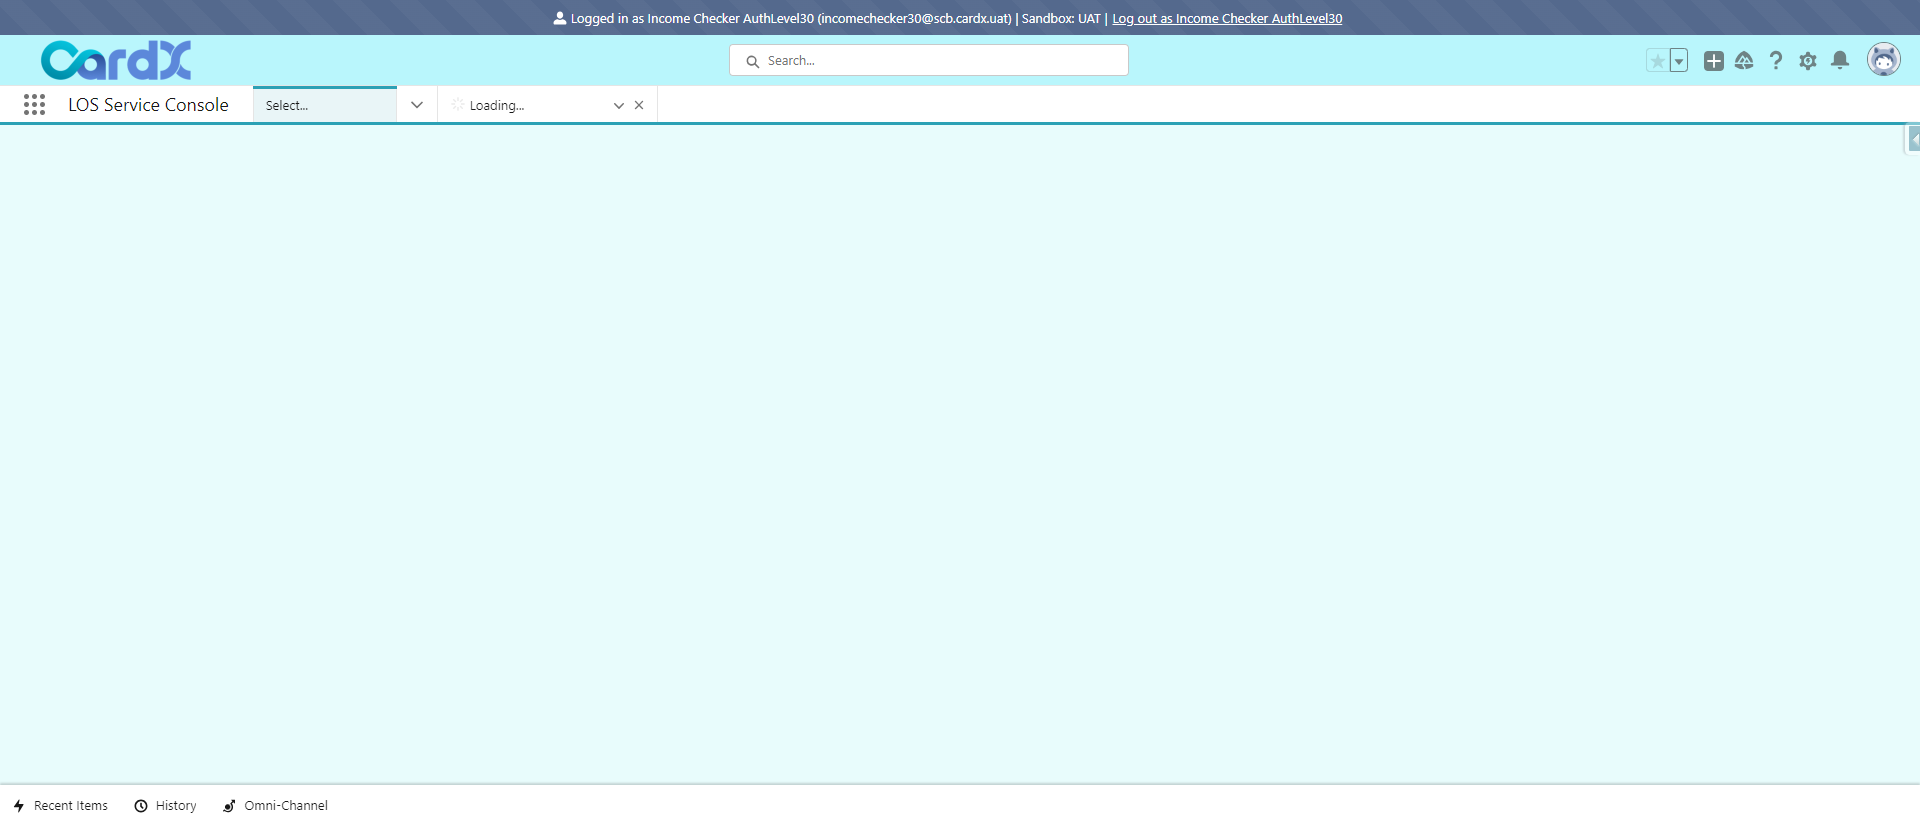 Logged in as Income Checker AuthLevel30 (incomechecker30@scb.cardx.uat) | Sandbox: UAT | Log out as Income Checker AuthLevel30
CardX
Search...
LOS Service Console
Select...
Loading...
Recent Items
History
Omni-Channel